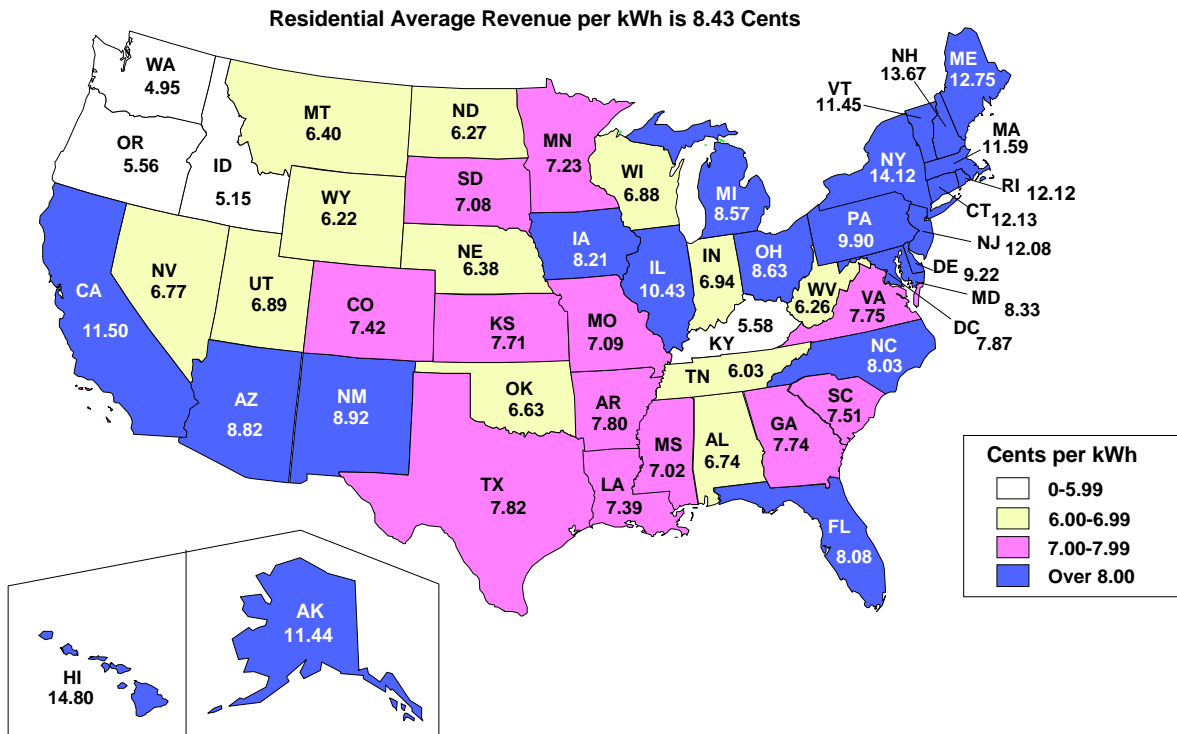 Residential Average Revenue per kWh is 8.43 Cents
WA
4.95
OR
5.56
ID
5.15
MT
6.40
ND
6.27
MN
7.23
WI
6.88
MI
8.57
NY
14.12
VT
11.45
NH
13.67
ME
12.75
MA
11.59
RI 12.12
CT 12.13
NJ 12.08
DE 9.22
MD 8.33
DC 7.87
PA
9.90
SD
7.08
WY
6.22
IA
8.21
NE
6.38
IL
10.43
IN
6.94
OH
8.63
WV
6.26
VA
7.75
CA
11.50
NV
6.77
UT
6.89
CO
7.42
KS
7.71
MO
7.09
5.58
KY
NC
8.03
TN 6.03
SC
7.51
AZ
8.82
NM
8.92
OK
6.63
AR
7.80
MS
7.02
AL
6.74
GA
7.74
TX
7.82
LA
7.39
FL
8.08
AK
11.44
HI
14.80
Cents per kWh
0-5.99
6.00-6.99
7.00-7.99
Over 8.00